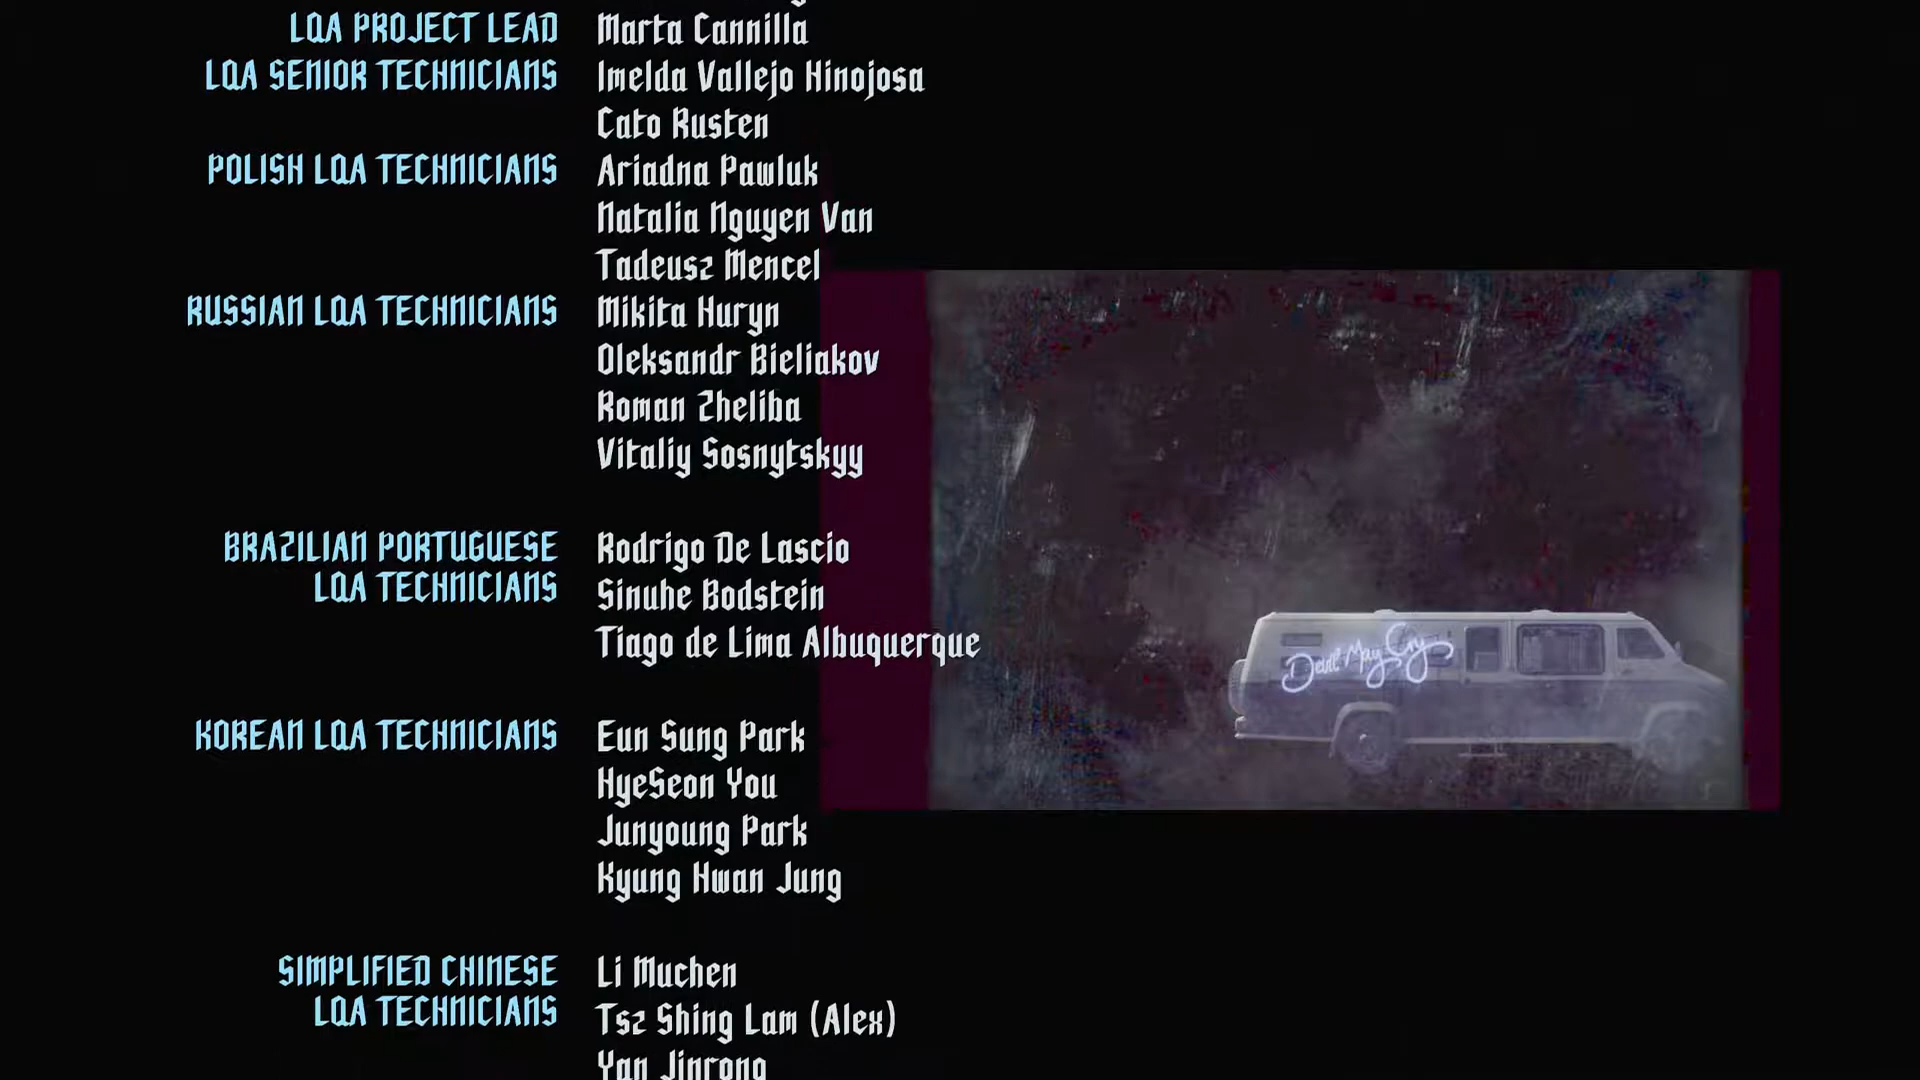 LQA PROJECT LEAD Marta Cannilla
LQA SENIOR TECHNICIANS Imelda Vallejo Hinojosa
Cato Rusten
POLISH LQA TECHNICIANS Ariadna Pawluk
Natalia Nguyen Van
Tadeusz Mencel
RUSSIAN LQA TECHNICIANS Mikita Huryn
Oleksandr Bieliakov
Roman Zheliba
Vitaliy Sosnytskyy
BRAZILIAN PORTUGUESE Rodrigo De Lascio
LQA TECHNICIANS Sinuhe Bodstein
Tiago de Lima Albuquerque
KOREAN LQA TECHNICIANS Eun Sung Park
HyeSeon You
Junyoung Park
Kyung Hwan Jung
SIMPLIFIED CHINESE Li Muchen
LQA TECHNICIANS Tsz Shing Lam (Alex)
Yan Jinrong
Devil May Cry